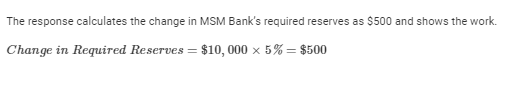 The response calculates the change in MSM Bank's required reserves as $500 and shows the work.
Change in Required Reserves = $10, 000 × 5% = $500